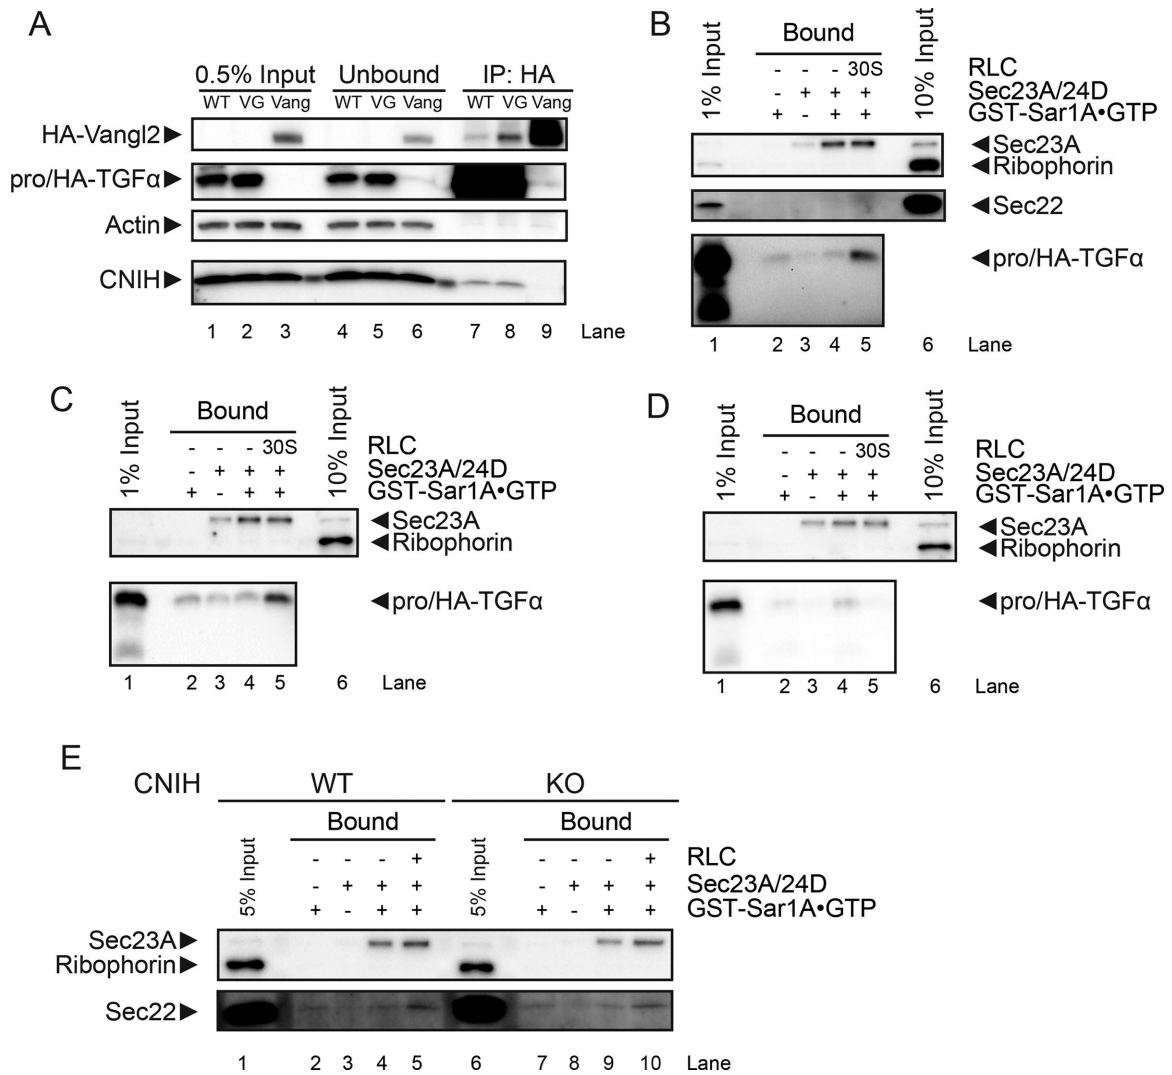 A
0.5% Input Unbound IP: HA
WT VG Vang WT VG Vang WT VG Vang
HA-Vangl2
pro/HA-TGFα
Actin
CNIH
1 2 3 4 5 6 7 8 9 Lane
B
1% Input Bound 10% Input
- - - 30S RLC
- + + + Sec23A/24D
+ - + + GST-Sar1A•GTP
Sec23A
Ribophorin
Sec22
pro/HA-TGFα
1 2 3 4 5 6 Lane
C
1% Input Bound 10% Input
- - - 30S RLC
- + + + Sec23A/24D
+ - + + GST-Sar1A•GTP
Sec23A
Ribophorin
pro/HA-TGFα
1 2 3 4 5 6 Lane
D
1% Input Bound 10% Input
- - - 30S RLC
- + + + Sec23A/24D
+ - + + GST-Sar1A•GTP
Sec23A
Ribophorin
pro/HA-TGFα
1 2 3 4 5 6 Lane
E
CNIH WT KO
5% Input Bound 5% Input Bound
- - - + - - - + RLC
- + + + - + + + Sec23A/24D
+ - + + + - + + GST-Sar1A•GTP
Sec23A
Ribophorin
Sec22
1 2 3 4 5 6 7 8 9 10 Lane